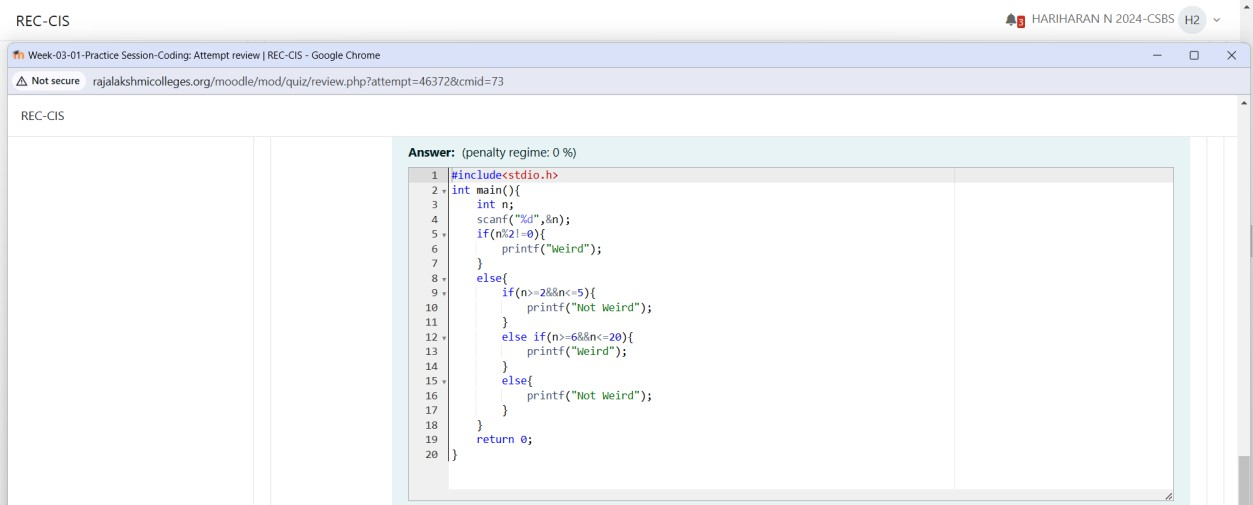 REC-CIS
3 HARIHARAN N 2024-CSBS H2
Week-03-01-Practice Session-Coding: Attempt review | REC-CIS - Google Chrome
Not secure rajalakshmicolleges.org/moodle/mod/quiz/review.php?attempt=46372&cmid=73
REC-CIS
Answer: (penalty regime: 0 %)
1 #include<stdio.h>
2 int main(){
3 int n;
4 scanf("%d",&n);
5 if(n%2!=0){
6 printf("Weird");
7 }
8 else{
9 if(n>=2&&n<=5){
10 printf("Not Weird");
11 }
12 else if(n>=6&&n<=20){
13 printf("Weird");
14 }
15 else{
16 printf("Not Weird");
17 }
18 }
19 return 0;
20 }